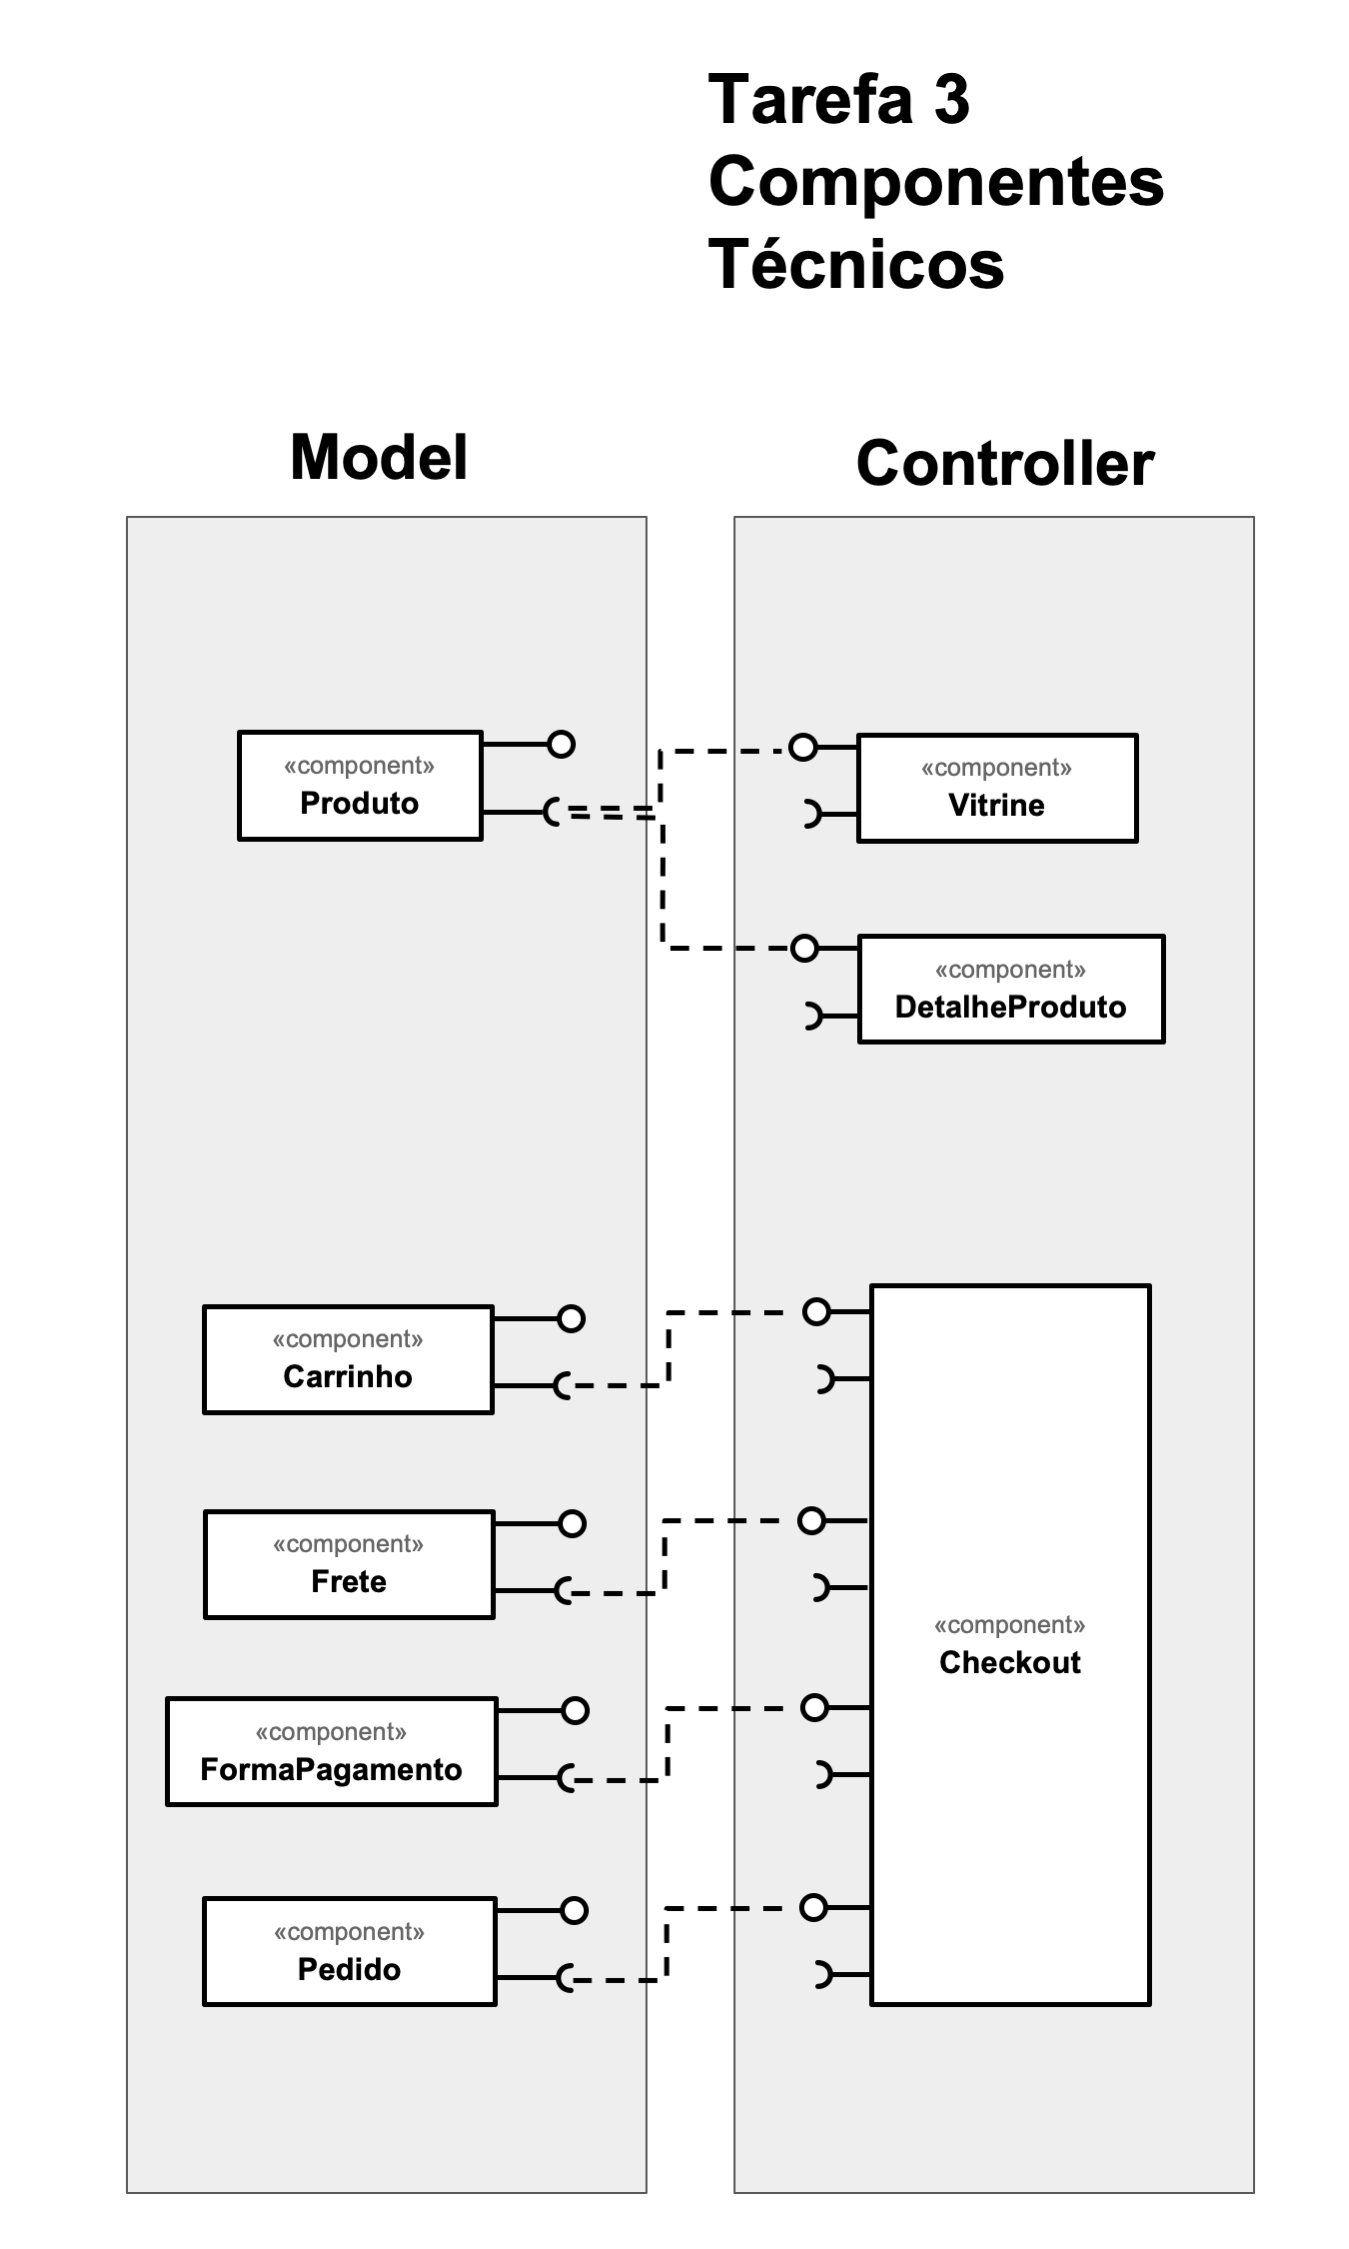 Tarefa 3
Componentes
Técnicos
Model
Controller
«component»
Produto
«component»
Vitrine
«component»
DetalheProduto
«component»
Carrinho
«component»
Frete
«component»
Checkout
«component»
FormaPagamento
«component»
Pedido